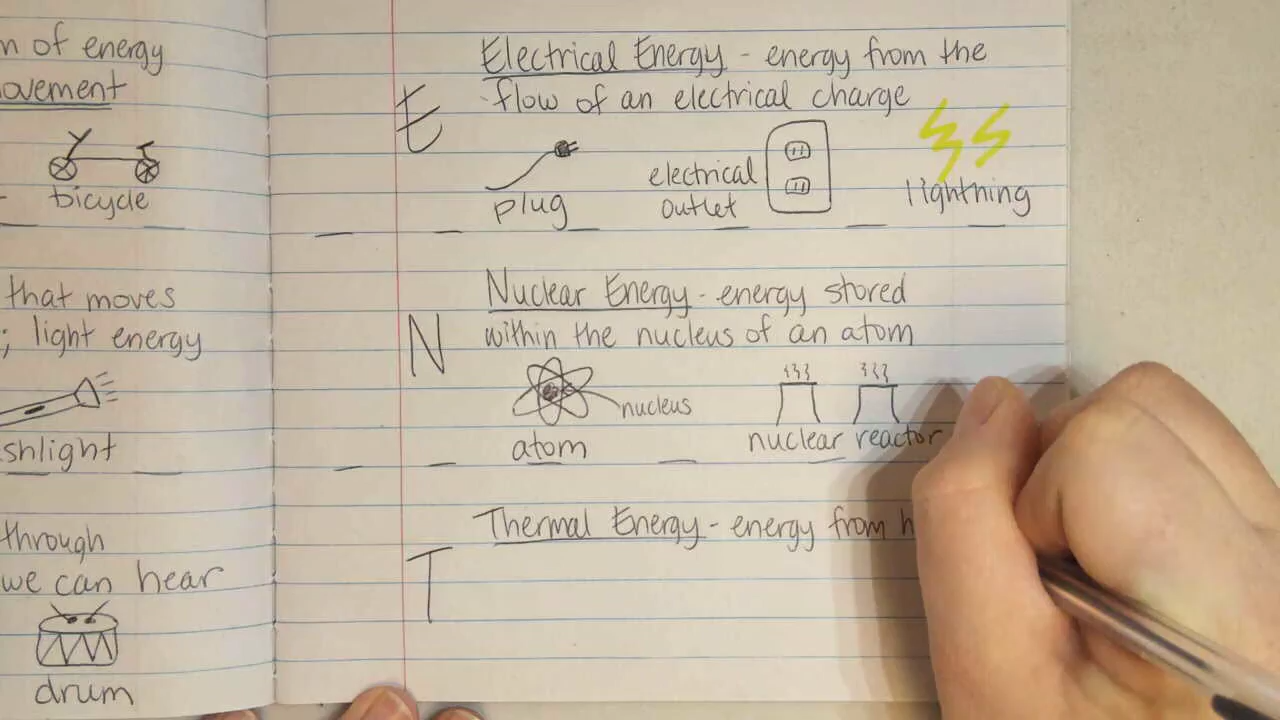 n of energy
ovement
bicycle
that moves
; light energy
shlight
through
we can hear
drum
E
Electrical Energy - energy from the
flow of an electrical charge
plug
electrical
outlet
lightning
N
Nuclear Energy - energy stored
within the nucleus of an atom
nucleus
atom
nuclear reactor
T
Thermal Energy - energy from h